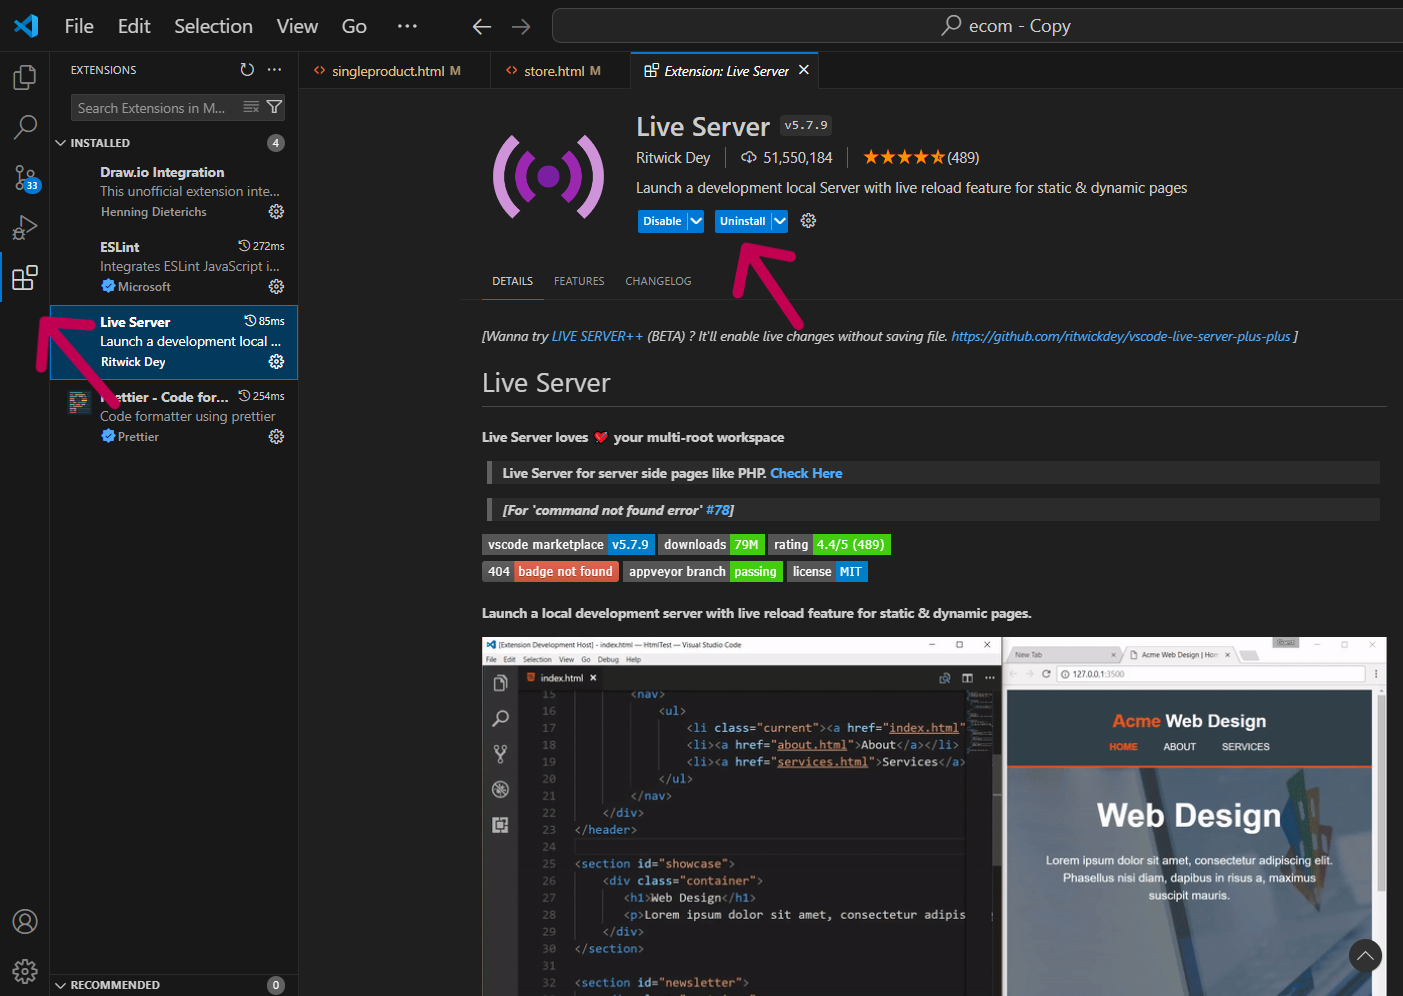 File Edit Selection View Go ···
ecom - Copy
EXTENSIONS
singleproduct.html M
store.html M
Extension: Live Server
Search Extensions in M...
INSTALLED
4
33
Draw.io Integration
This unofficial extension inte...
Henning Dieterichs
ESLint
272ms
Integrates ESLint JavaScript i...
Microsoft
Live Server
85ms
Launch a development local ...
Ritwick Dey
Prettier - Code for...
254ms
Code formatter using prettier
Prettier
RECOMMENDED
0
Live Server
v5.7.9
Ritwick Dey
51,550,184
(489)
Launch a development local Server with live reload feature for static & dynamic pages
Disable
Uninstall
DETAILS FEATURES CHANGELOG
[Wanna try LIVE SERVER++ (BETA) ? It'll enable live changes without saving file. https://github.com/ritwickdey/vscode-live-server-plus-plus ]
Live Server
Live Server loves ❤️ your multi-root workspace
Live Server for server side pages like PHP. Check Here
[For 'command not found error' #78]
vscode marketplace v5.7.9 downloads 79M rating 4.4/5 (489)
404 badge not found appveyor branch passing license MIT
Launch a local development server with live reload feature for static & dynamic pages.
[Extension Development Host] - index.html — HtmlTest — Visual Studio Code
File Edit Selection View Go Debug Help
index.html
15 <nav>
16 <ul>
17 <li class="current"><a href="index.html"
18 <li><a href="about.html">About</a></li>
19 <li><a href="services.html">Services</a>
20 </ul>
21 </nav>
22 </div>
23 </header>
24
25 <section id="showcase">
26 <div class="container">
27 <h1>Web Design</h1>
28 <p>Lorem ipsum dolor sit amet, consectetur adipis
29 </div>
30 </section>
31
32 <section id="newsletter">
Guest
New Tab
Acme Web Design | Hom
127.0.0.1:3500
Acme Web Design
HOME ABOUT SERVICES
Web Design
Lorem ipsum dolor sit amet, consectetur adipiscing elit.
Phasellus nisi diam, dapibus in risus a, maximus
suscipit mauris.